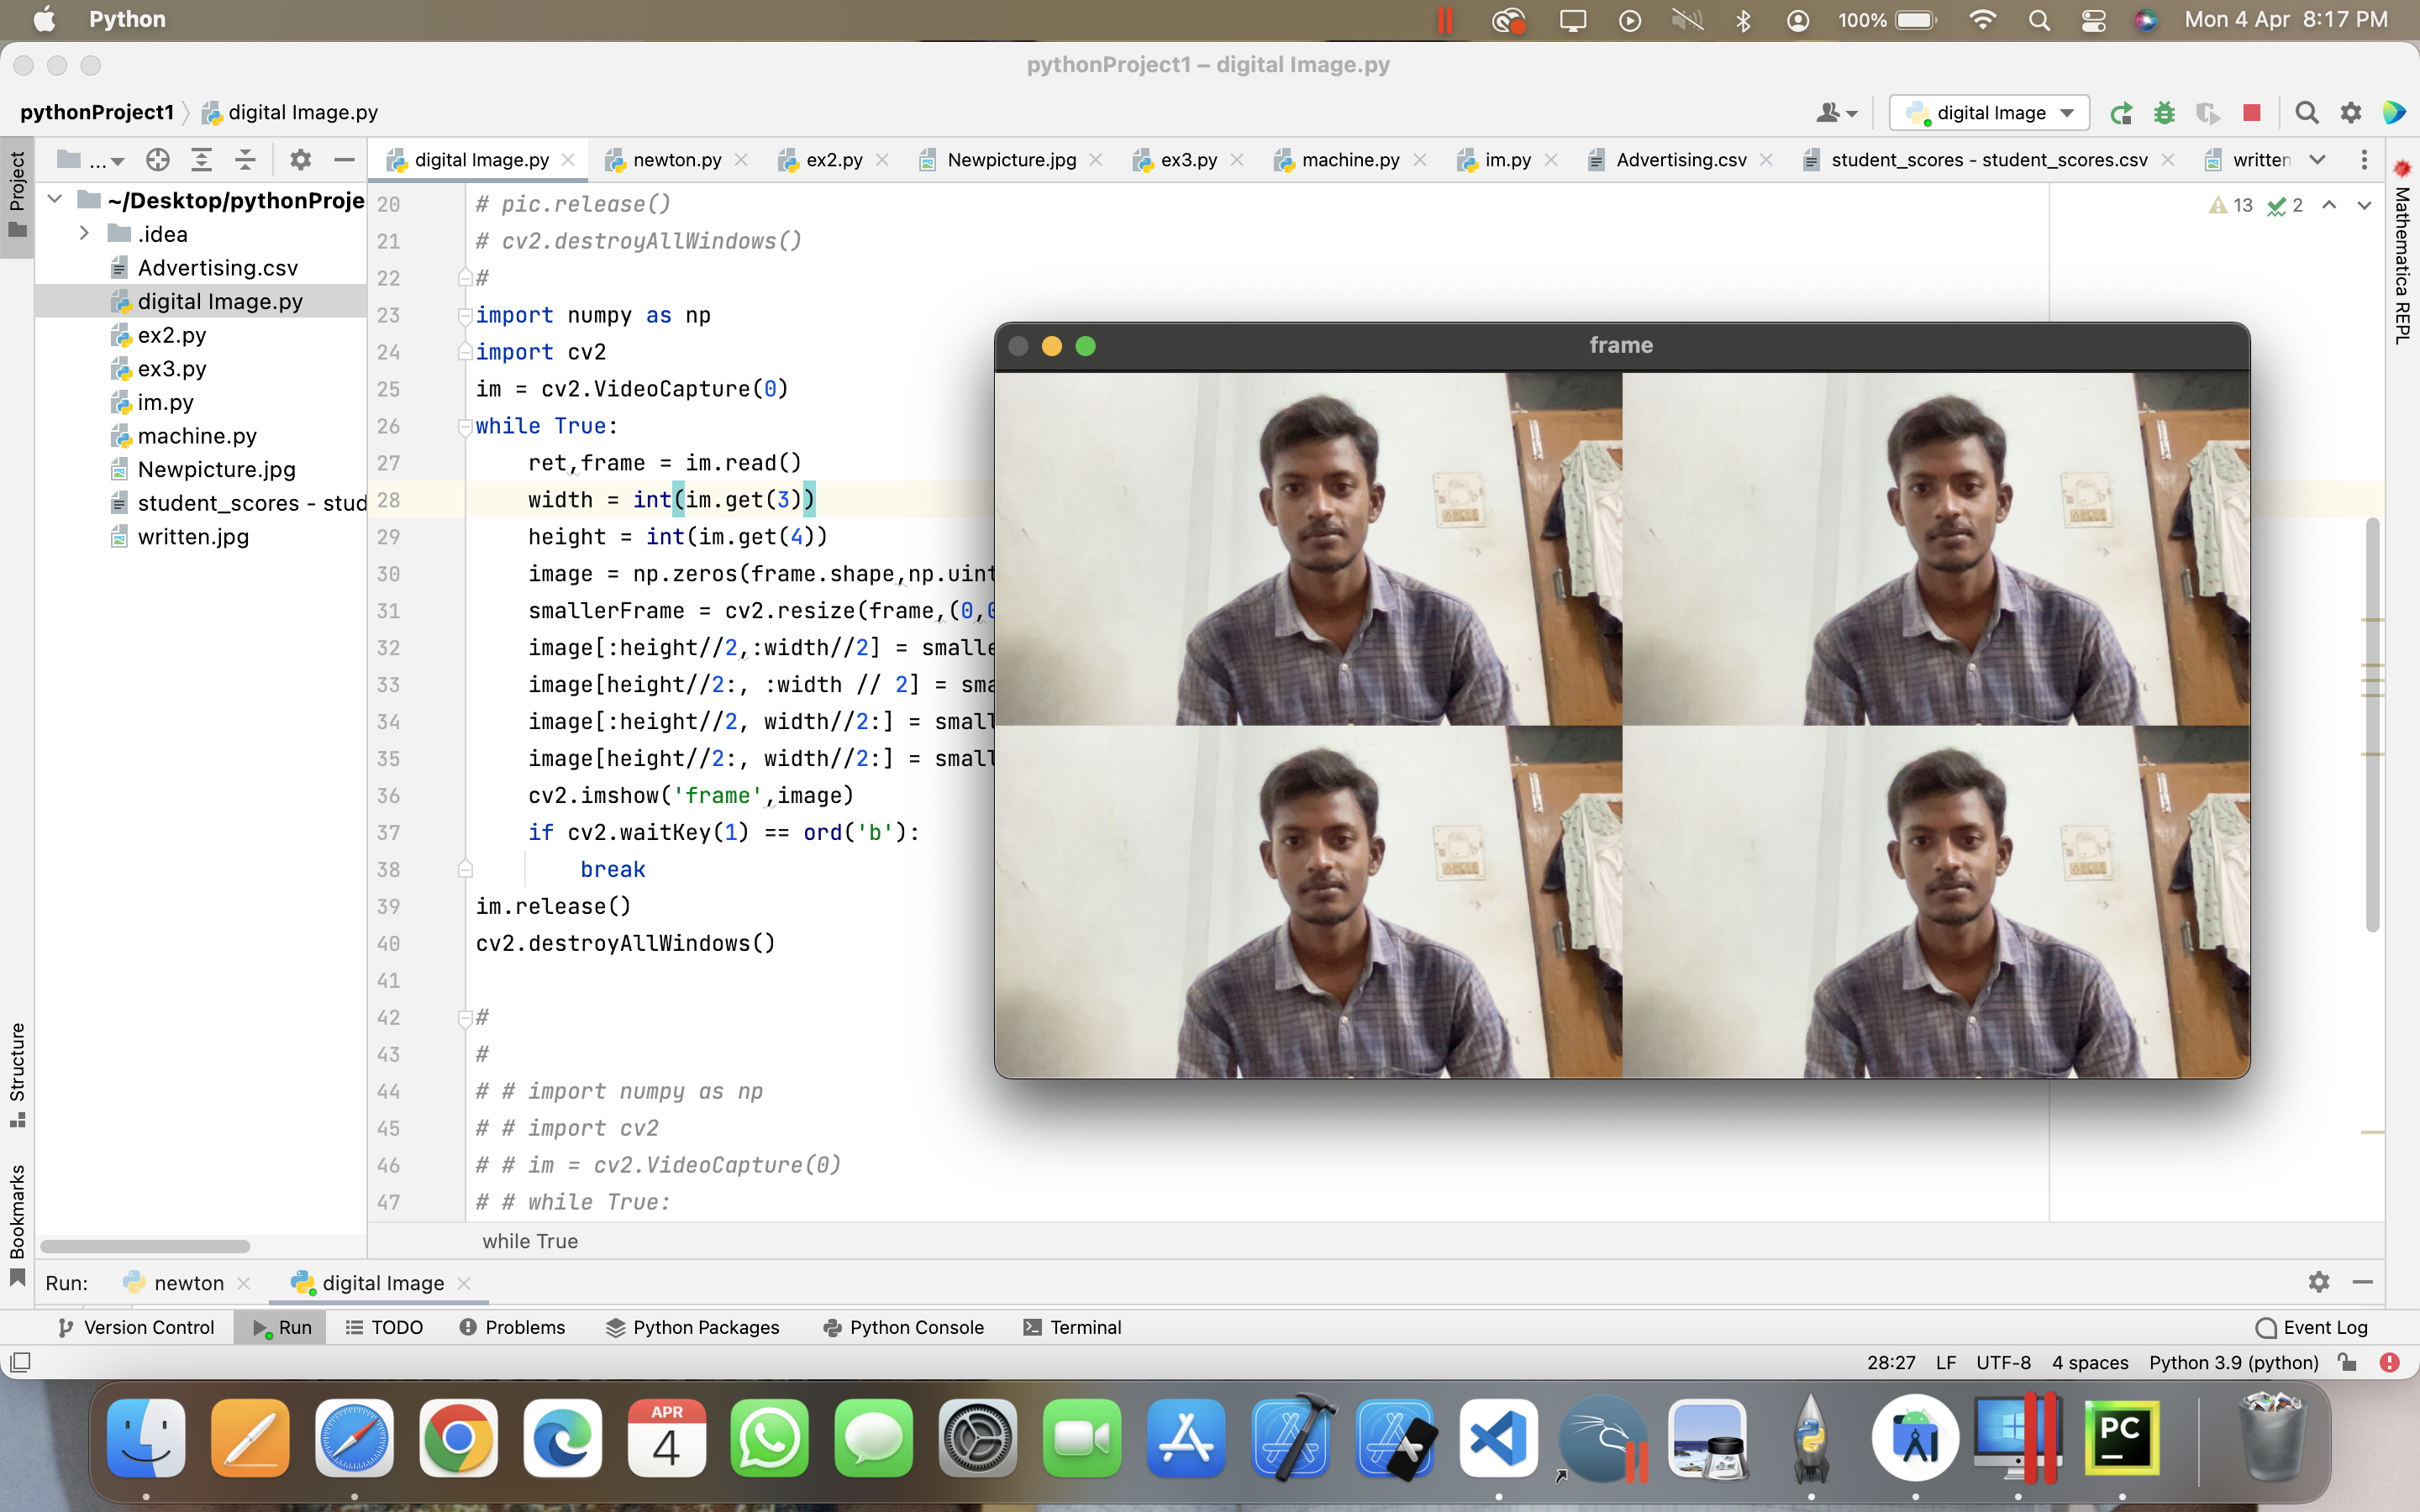 Python
100%
Mon 4 Apr 8:17 PM
pythonProject1 – digital Image.py
pythonProject1
digital Image.py
digital Image
Project
...
digital Image.py
newton.py
ex2.py
Newpicture.jpg
ex3.py
machine.py
im.py
Advertising.csv
student_scores - student_scores.csv
written
~/Desktop/pythonProje
.idea
Advertising.csv
digital Image.py
ex2.py
ex3.py
im.py
machine.py
Newpicture.jpg
student_scores - stud
written.jpg
13
2
20 # pic.release()
21 # cv2.destroyAllWindows()
22 #
23 import numpy as np
24 import cv2
25 im = cv2.VideoCapture(0)
26 while True:
27 ret,frame = im.read()
28 width = int(im.get(3))
29 height = int(im.get(4))
30 image = np.zeros(frame.shape,np.uint
31 smallerFrame = cv2.resize(frame,(0,0
32 image[:height//2,:width//2] = smalle
33 image[height//2:, :width // 2] = sma
34 image[:height//2, width//2:] = small
35 image[height//2:, width//2:] = small
36 cv2.imshow('frame',image)
37 if cv2.waitKey(1) == ord('b'):
38 break
39 im.release()
40 cv2.destroyAllWindows()
41
42 #
43 #
44 # # import numpy as np
45 # # import cv2
46 # # im = cv2.VideoCapture(0)
47 # # while True:
frame
Mathematica REPL
Structure
Bookmarks
while True
Run:
newton
digital Image
Version Control
Run
TODO
Problems
Python Packages
Python Console
Terminal
Event Log
28:27
LF
UTF-8
4 spaces
Python 3.9 (python)
APR
4
PC